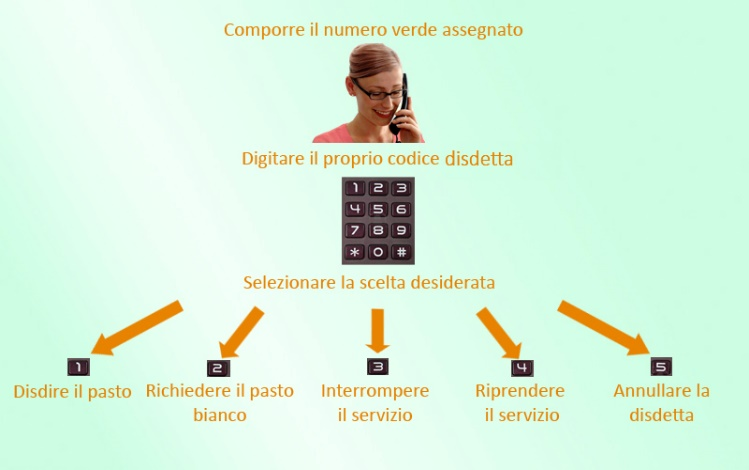 Comporre il numero verde assegnato
Digitare il proprio codice disdetta
1 2 3
4 5 6
7 8 9
* 0 #
Selezionare la scelta desiderata
1 2 3 4 5
Disdire il pasto Richiedere il pasto Interrompere Riprendere Annullare la
bianco il servizio il servizio disdetta